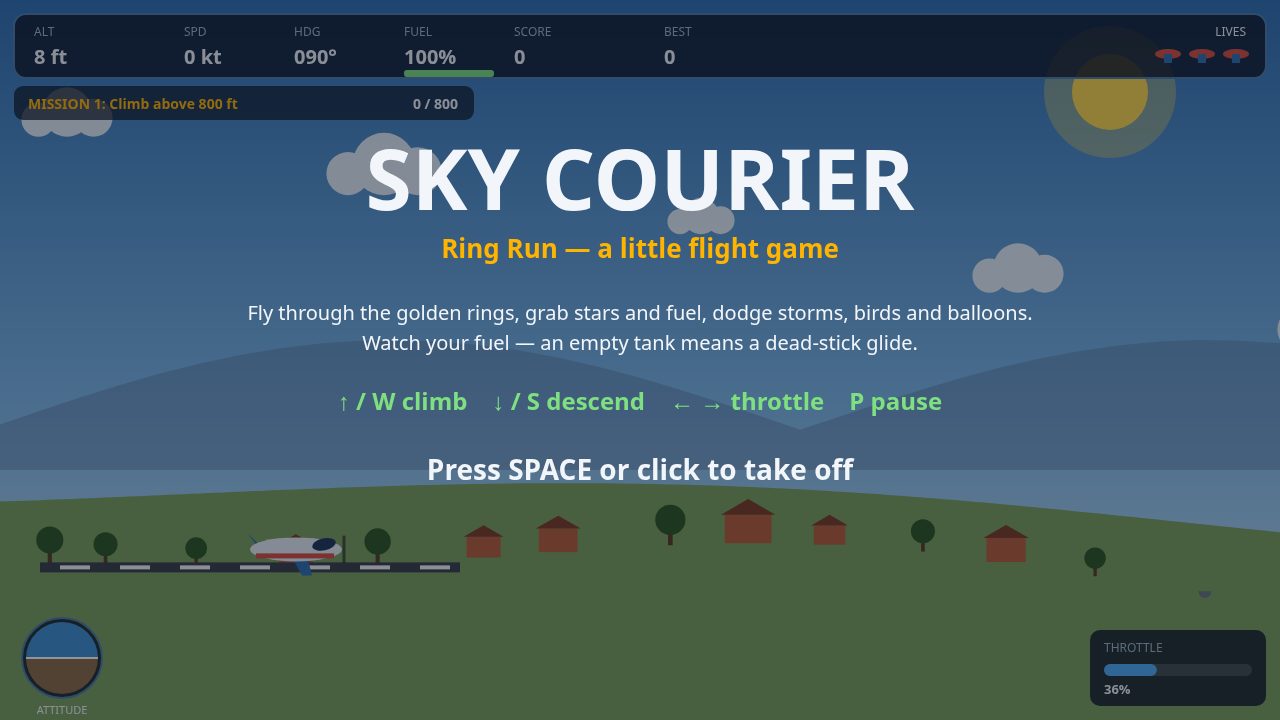 ALT SPD HDG FUEL SCORE BEST LIVES
8 ft 0 kt 090° 100% 0 0
MISSION 1: Climb above 800 ft 0 / 800
SKY COURIER
Ring Run — a little flight game
Fly through the golden rings, grab stars and fuel, dodge storms, birds and balloons.
Watch your fuel — an empty tank means a dead-stick glide.
↑ / W climb ↓ / S descend ← → throttle P pause
Press SPACE or click to take off
THROTTLE
36%
ATTITUDE